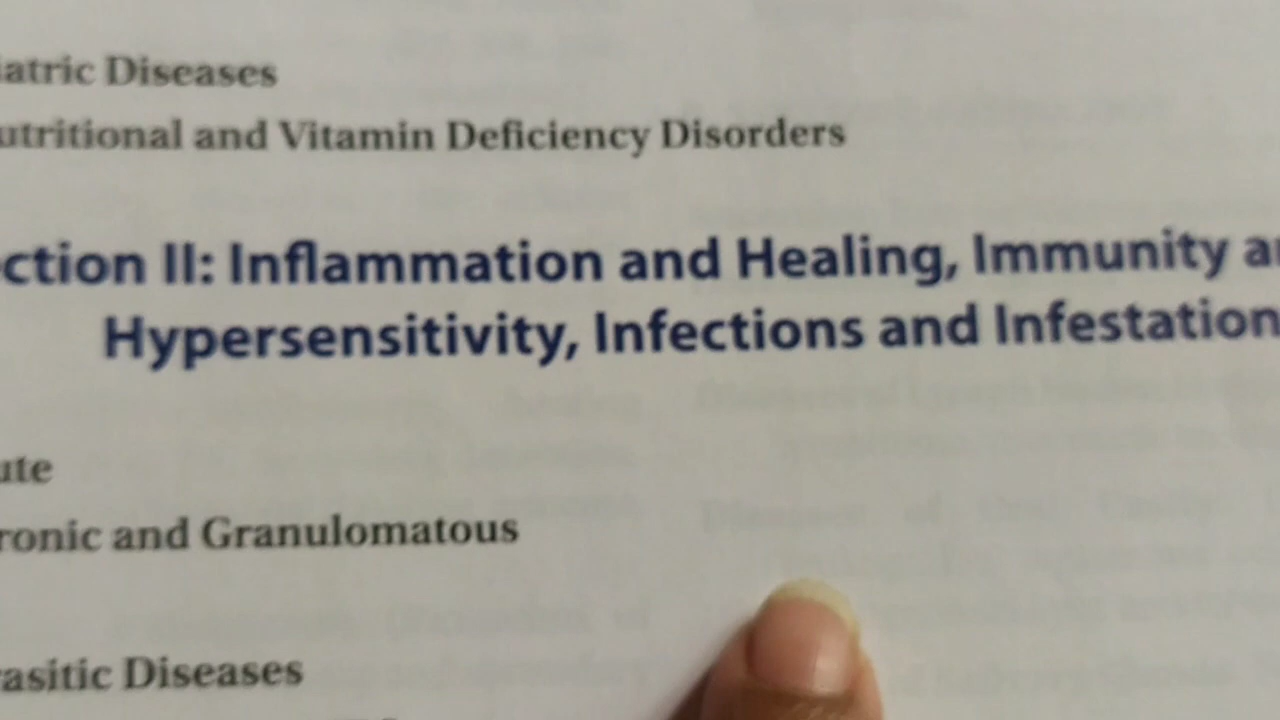 iatric Diseases
utritional and Vitamin Deficiency Disorders
ction II: Inflammation and Healing, Immunity a
Hypersensitivity, Infections and Infestation
ute
ronic and Granulomatous
asitic Diseases